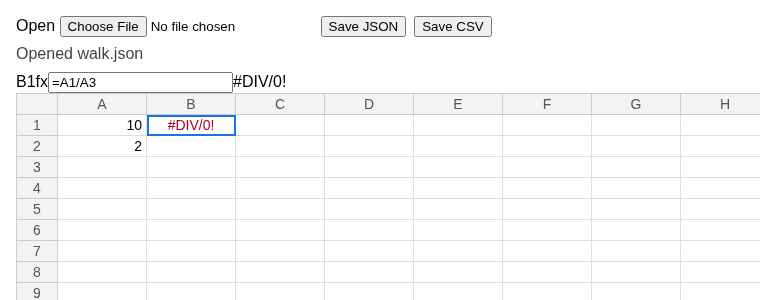 Open Choose File No file chosen Save JSON Save CSV
Opened walk.json
B1fx=A1/A3#DIV/0!
A B C D E F G H
1 10 #DIV/0!
2 2
3
4
5
6
7
8
9